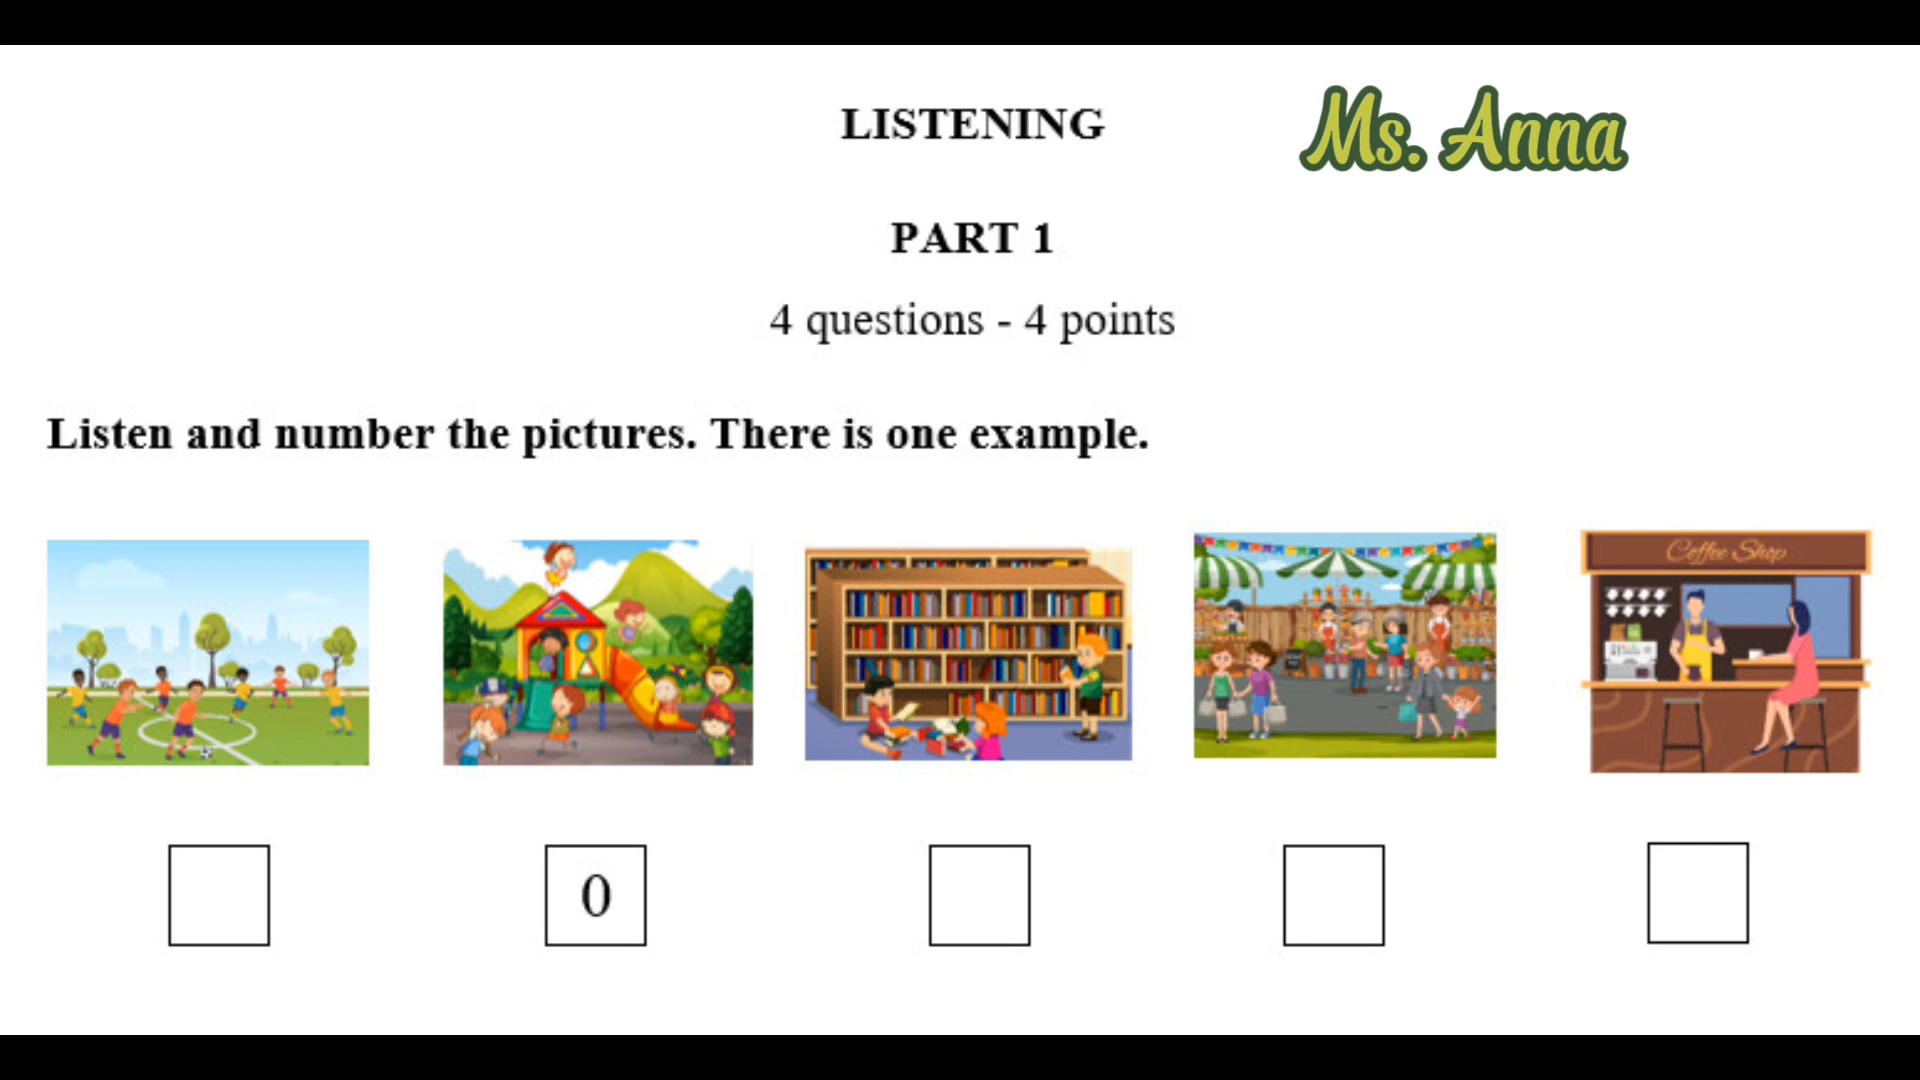 LISTENING
Ms. Anna
PART 1
4 questions - 4 points
Listen and number the pictures. There is one example.
Coffee Shop
0